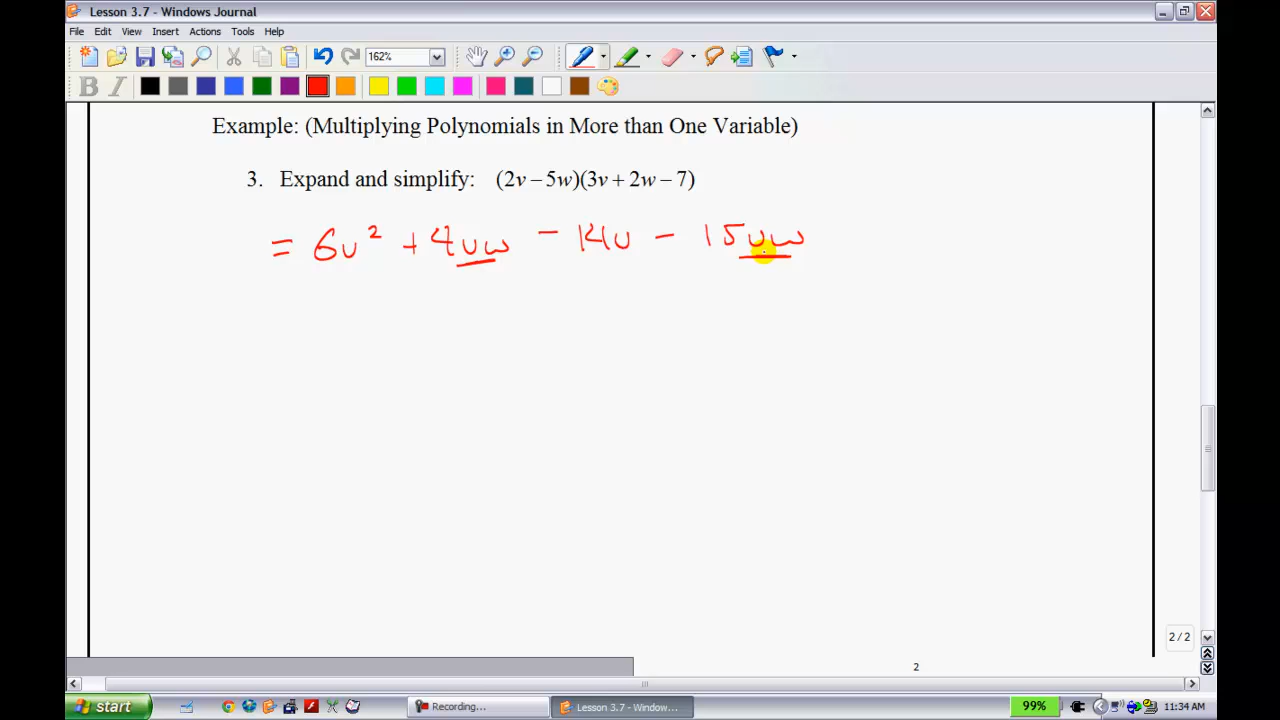 Lesson 3.7 - Windows Journal
File Edit View Insert Actions Tools Help
162%
B I
Example: (Multiplying Polynomials in More than One Variable)
3. Expand and simplify: (2v − 5w)(3v + 2w − 7)
= 6v² + 4vw − 14v − 15vw
2/2
2
start Recording... Lesson 3.7 - Window... 99% 11:34 AM